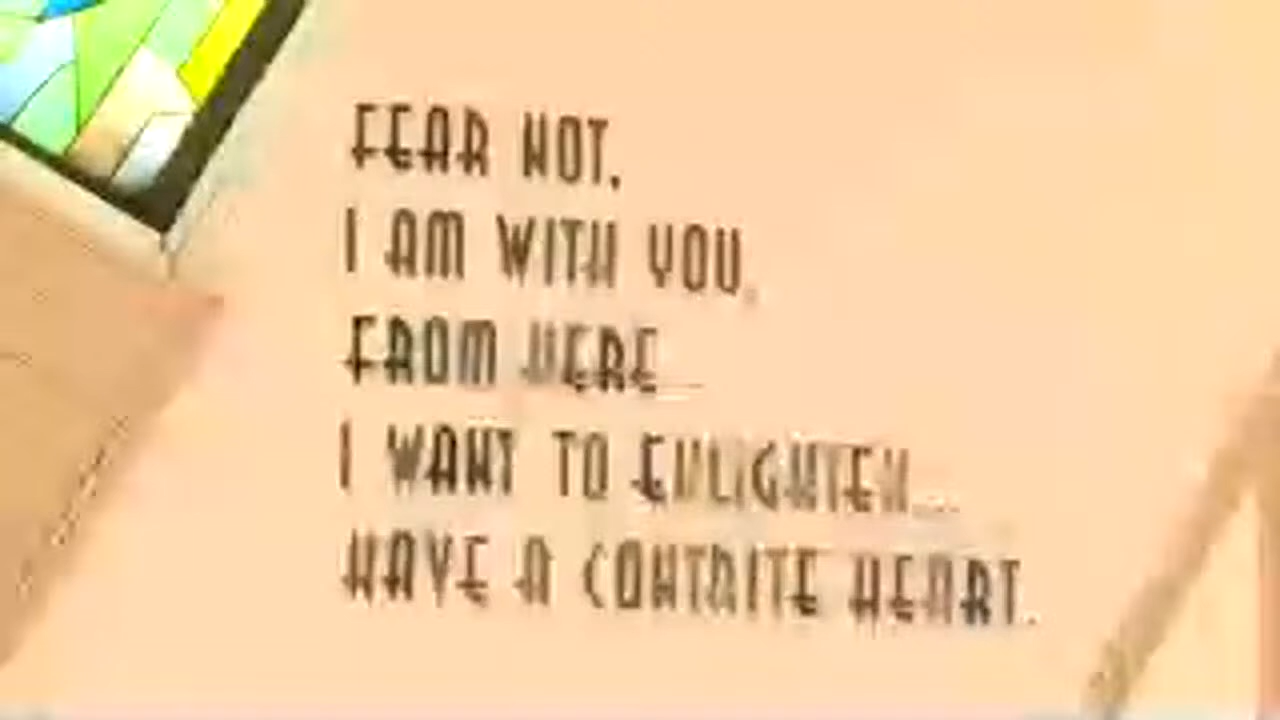 FEAR NOT.
I AM WITH YOU,
FROM HERE...
I WANT TO ENLIGHTEN....
HAVE A CONTRITE HEART.